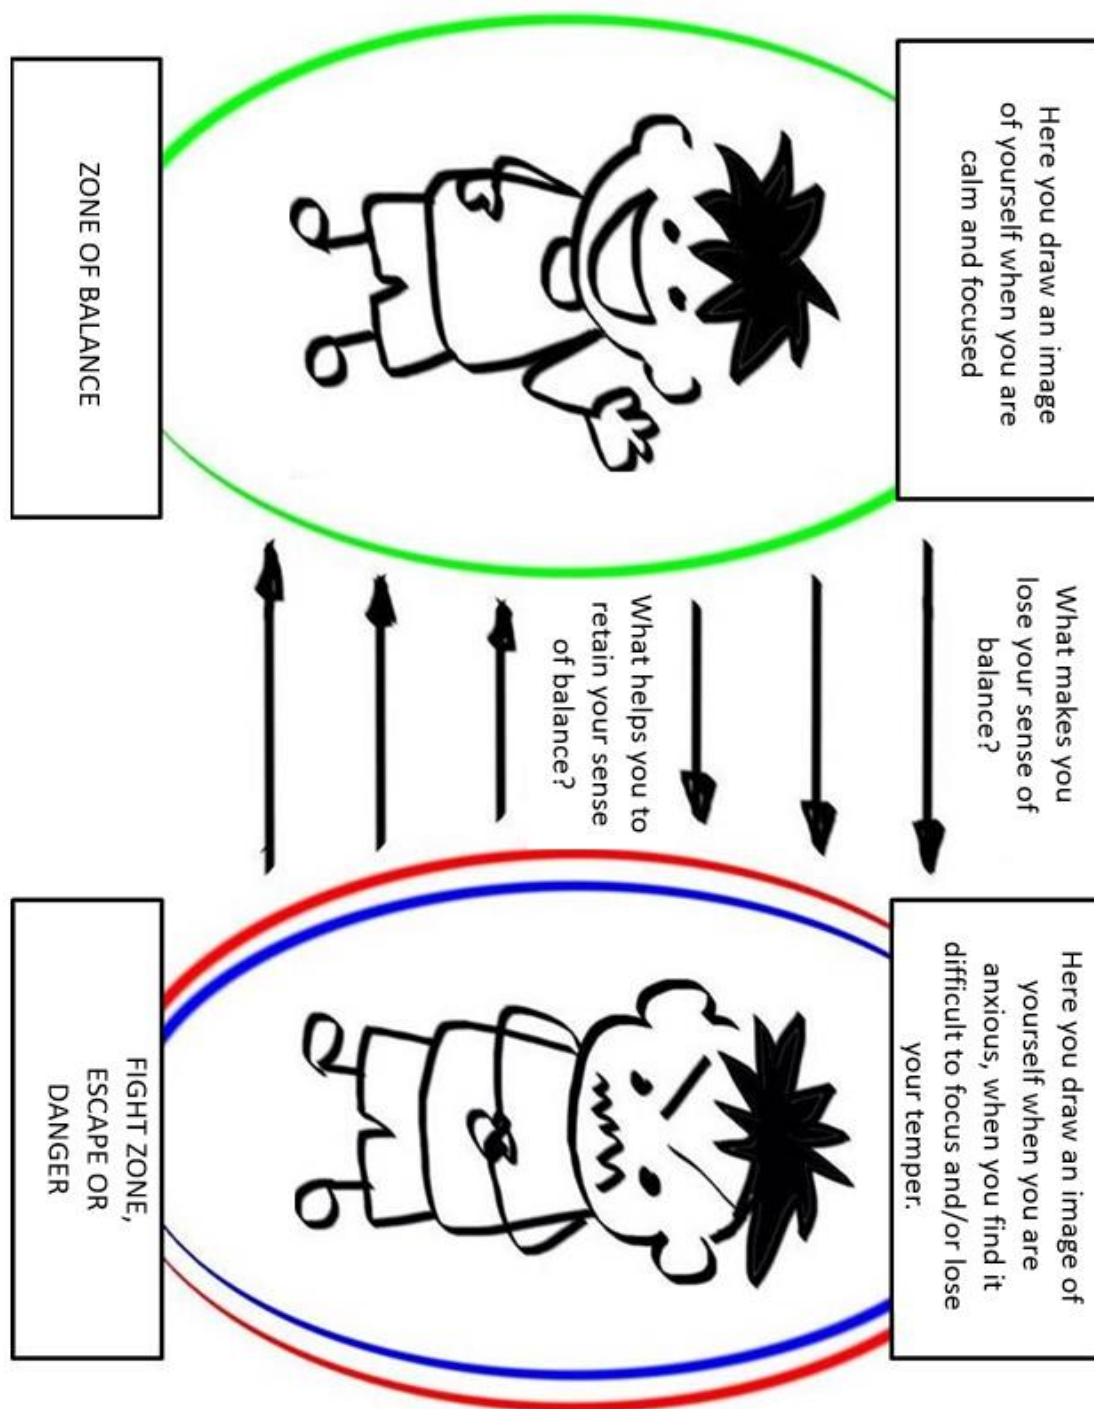 Here you draw an image
of yourself when you are
calm and focused
What makes you
lose your sense of
balance?
Here you draw an image of
yourself when you are
anxious, when you find it
difficult to focus and/or lose
your temper.
What helps you to
retain your sense
of balance?
ZONE OF BALANCE
FIGHT ZONE,
ESCAPE OR
DANGER